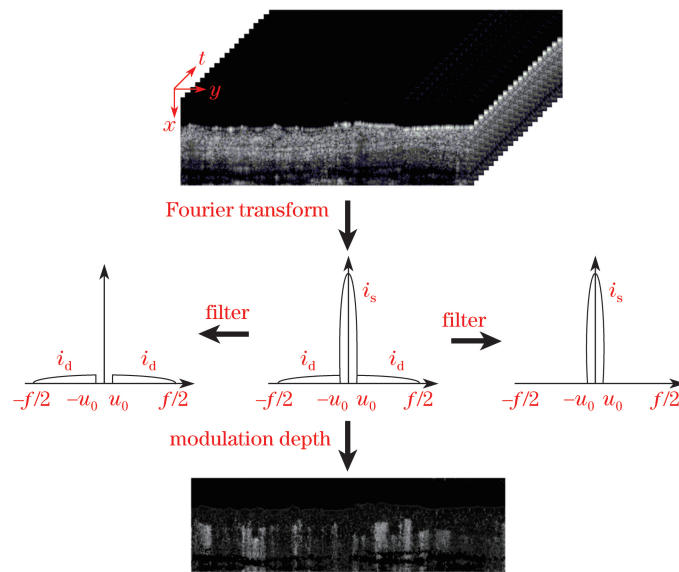 t
y
x
Fourier transform
i_s
i_s
filter
filter
i_d
i_d
i_d
i_d
−f/2 −u_0 u_0 f/2
−f/2 −u_0 u_0 f/2
−u_0 u_0 f/2
modulation depth